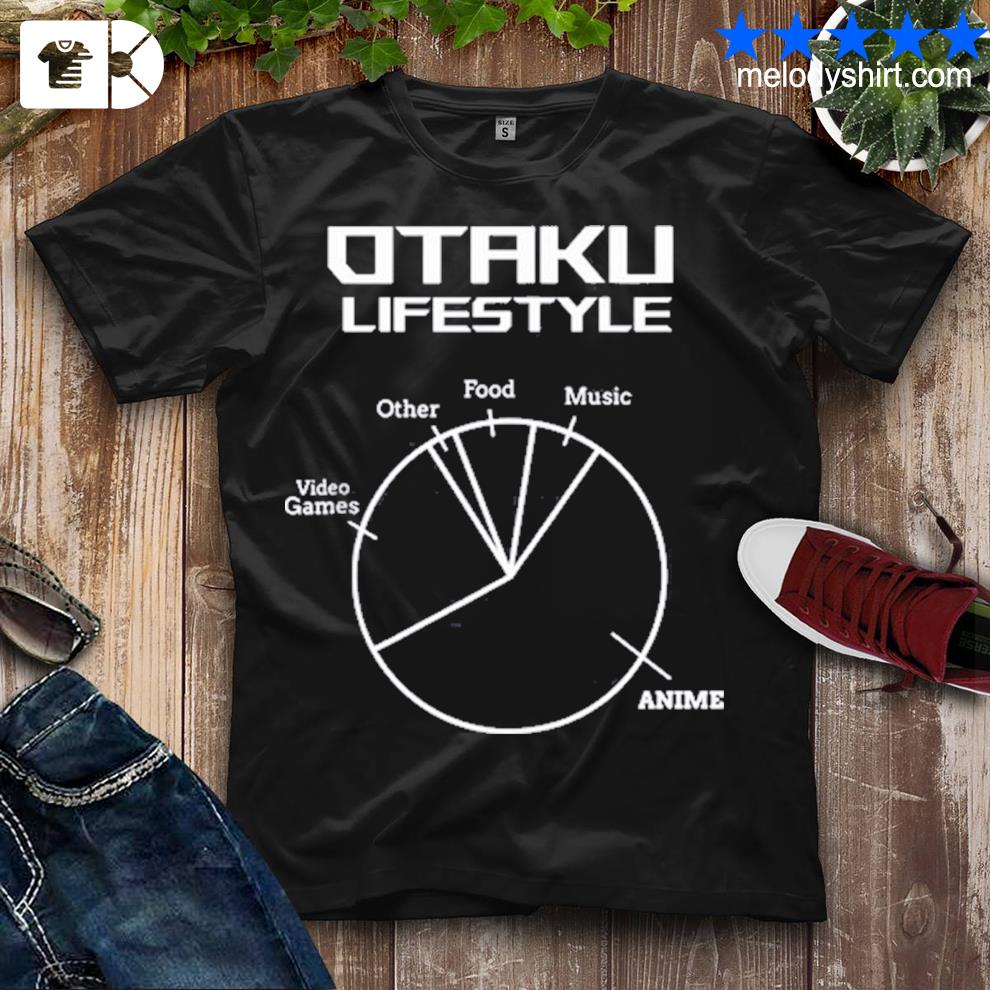 melodyshirt.com
SIZE
S
OTAKU
LIFESTYLE
Food
Music
Other
Video
Games
ANIME